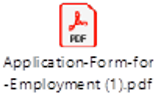 PDF
Application-Form-for
-Employment (1).pdf